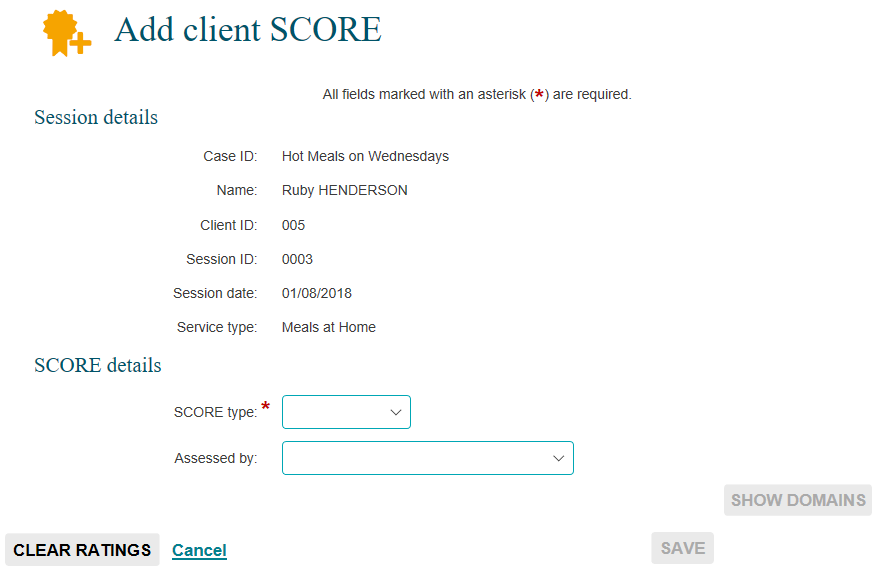 Add client SCORE
All fields marked with an asterisk (*) are required.
Session details
Case ID: Hot Meals on Wednesdays
Name: Ruby HENDERSON
Client ID: 005
Session ID: 0003
Session date: 01/08/2018
Service type: Meals at Home
SCORE details
SCORE type: *
Assessed by:
SHOW DOMAINS
CLEAR RATINGS Cancel SAVE